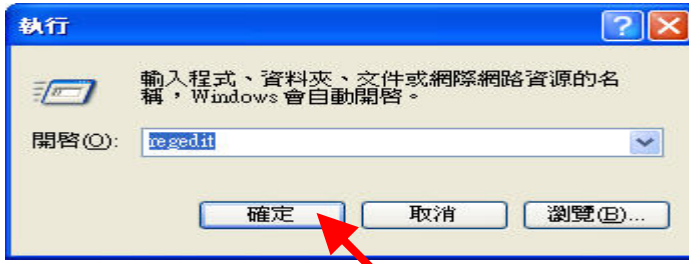 執行
輸入程式、資料夾、文件或網際網路資源的名
稱，Windows 會自動開啓。
開啓(O):
regedit
確定
取消
瀏覽(B)...